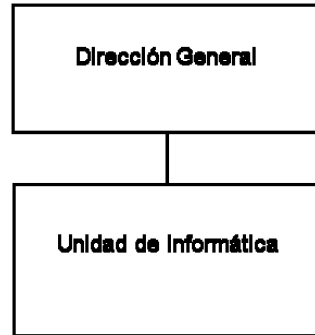 Dirección General
Unidad de Informática